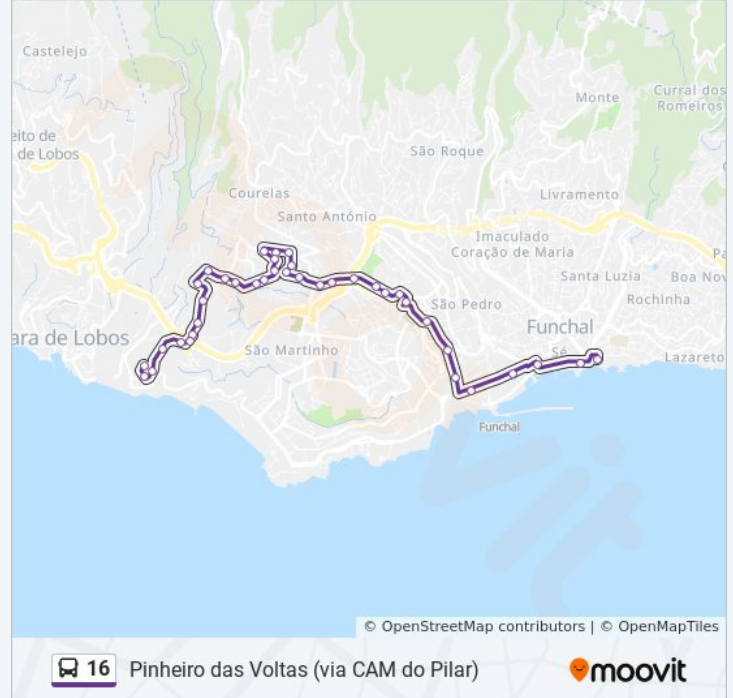 Castelejo
Monte
Curral dos
Romeiros
eito de
de Lobos
São Roque
Courelas
Livramento
Santo António
Imaculado
Coração de Maria
Pa
Santa Luzia
Boa Nov
Rochinha
São Pedro
Funchal
ara de Lobos
São Martinho
Sé
Lazareto
Funchal
vit
© OpenStreetMap contributors | © OpenMapTiles
16 Pinheiro das Voltas (via CAM do Pilar)
moovit